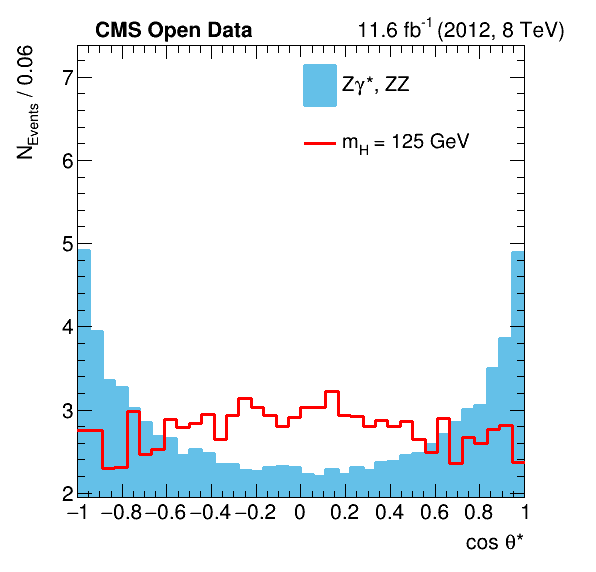 CMS Open Data 11.6 fb-1 (2012, 8 TeV)
NEvents / 0.06
Zγ*, ZZ
mH = 125 GeV
7
6
5
4
3
2
−1 −0.8 −0.6 −0.4 −0.2 0 0.2 0.4 0.6 0.8 1
cos θ*